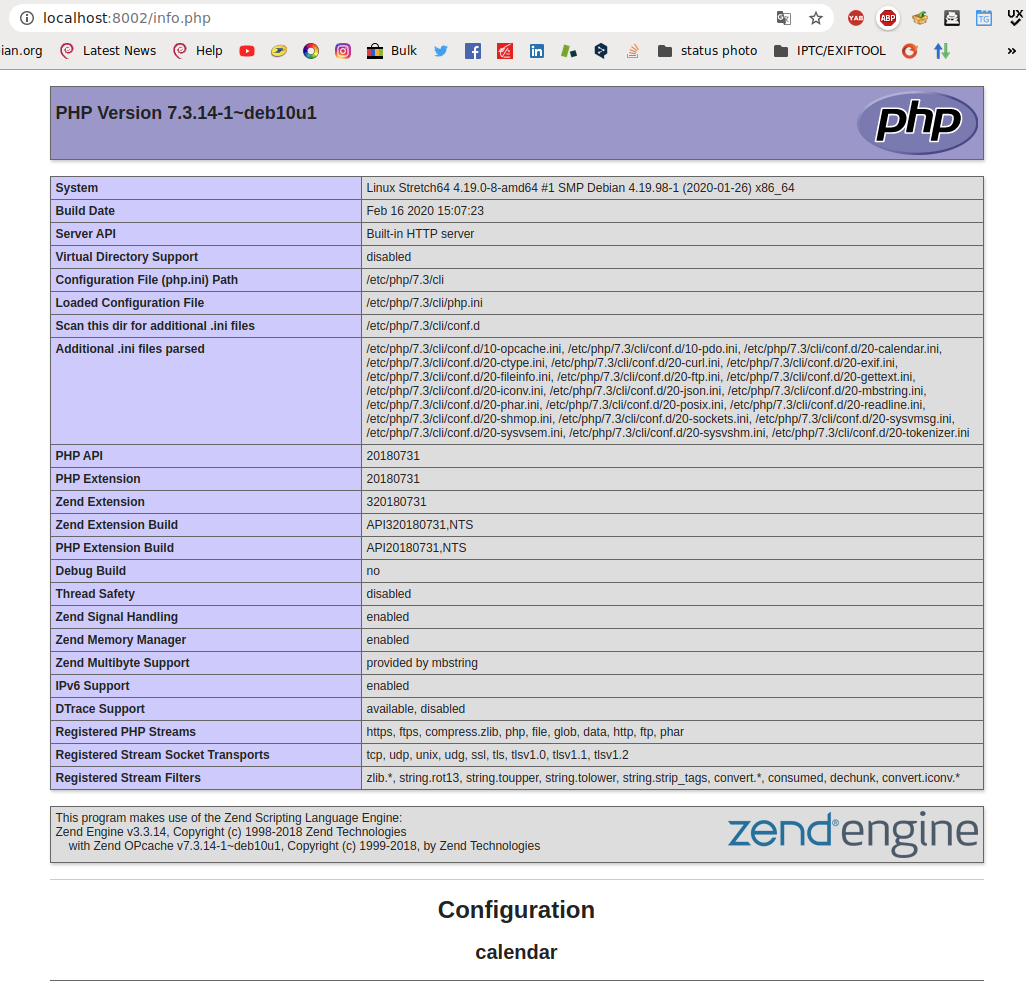 localhost:8002/info.php
YAB
ABP
TG
UX
ian.org
Latest News
Help
Bulk
status photo
IPTC/EXIFTOOL
»
PHP Version 7.3.14-1~deb10u1
php
System Linux Stretch64 4.19.0-8-amd64 #1 SMP Debian 4.19.98-1 (2020-01-26) x86_64
Build Date Feb 16 2020 15:07:23
Server API Built-in HTTP server
Virtual Directory Support disabled
Configuration File (php.ini) Path /etc/php/7.3/cli
Loaded Configuration File /etc/php/7.3/cli/php.ini
Scan this dir for additional .ini files /etc/php/7.3/cli/conf.d
Additional .ini files parsed /etc/php/7.3/cli/conf.d/10-opcache.ini, /etc/php/7.3/cli/conf.d/10-pdo.ini, /etc/php/7.3/cli/conf.d/20-calendar.ini,
/etc/php/7.3/cli/conf.d/20-ctype.ini, /etc/php/7.3/cli/conf.d/20-curl.ini, /etc/php/7.3/cli/conf.d/20-exif.ini,
/etc/php/7.3/cli/conf.d/20-fileinfo.ini, /etc/php/7.3/cli/conf.d/20-ftp.ini, /etc/php/7.3/cli/conf.d/20-gettext.ini,
/etc/php/7.3/cli/conf.d/20-iconv.ini, /etc/php/7.3/cli/conf.d/20-json.ini, /etc/php/7.3/cli/conf.d/20-mbstring.ini,
/etc/php/7.3/cli/conf.d/20-phar.ini, /etc/php/7.3/cli/conf.d/20-posix.ini, /etc/php/7.3/cli/conf.d/20-readline.ini,
/etc/php/7.3/cli/conf.d/20-shmop.ini, /etc/php/7.3/cli/conf.d/20-sockets.ini, /etc/php/7.3/cli/conf.d/20-sysvmsg.ini,
/etc/php/7.3/cli/conf.d/20-sysvsem.ini, /etc/php/7.3/cli/conf.d/20-sysvshm.ini, /etc/php/7.3/cli/conf.d/20-tokenizer.ini
PHP API 20180731
PHP Extension 20180731
Zend Extension 320180731
Zend Extension Build API320180731,NTS
PHP Extension Build API20180731,NTS
Debug Build no
Thread Safety disabled
Zend Signal Handling enabled
Zend Memory Manager enabled
Zend Multibyte Support provided by mbstring
IPv6 Support enabled
DTrace Support available, disabled
Registered PHP Streams https, ftps, compress.zlib, php, file, glob, data, http, ftp, phar
Registered Stream Socket Transports tcp, udp, unix, udg, ssl, tls, tlsv1.0, tlsv1.1, tlsv1.2
Registered Stream Filters zlib.*, string.rot13, string.toupper, string.tolower, string.strip_tags, convert.*, consumed, dechunk, convert.iconv.*
This program makes use of the Zend Scripting Language Engine:
Zend Engine v3.3.14, Copyright (c) 1998-2018 Zend Technologies
with Zend OPcache v7.3.14-1~deb10u1, Copyright (c) 1999-2018, by Zend Technologies
zend®engine
Configuration
calendar